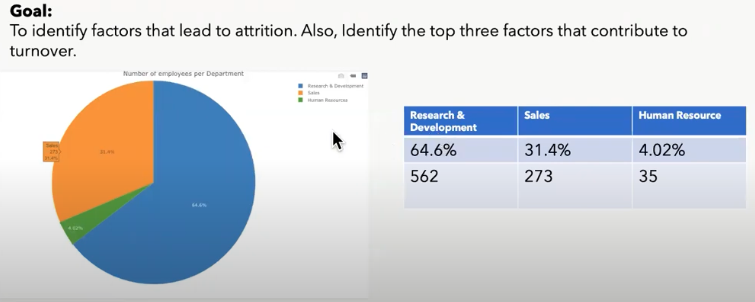 Goal:
To identify factors that lead to attrition. Also, Identify the top three factors that contribute to
turnover.
Number of employees per Department
Research & Development
Sales
Human Resources
Sales
273
31.4%
31.4%
64.6%
4.02%
Research & Development
Sales
Human Resource
64.6%
31.4%
4.02%
562
273
35